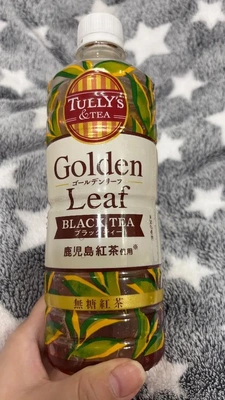 TULLY'S
& TEA
Golden
ゴールデンリーフ
Leaf
BLACK TEA
ブラックティー
鹿児島紅茶使用※
無糖紅茶